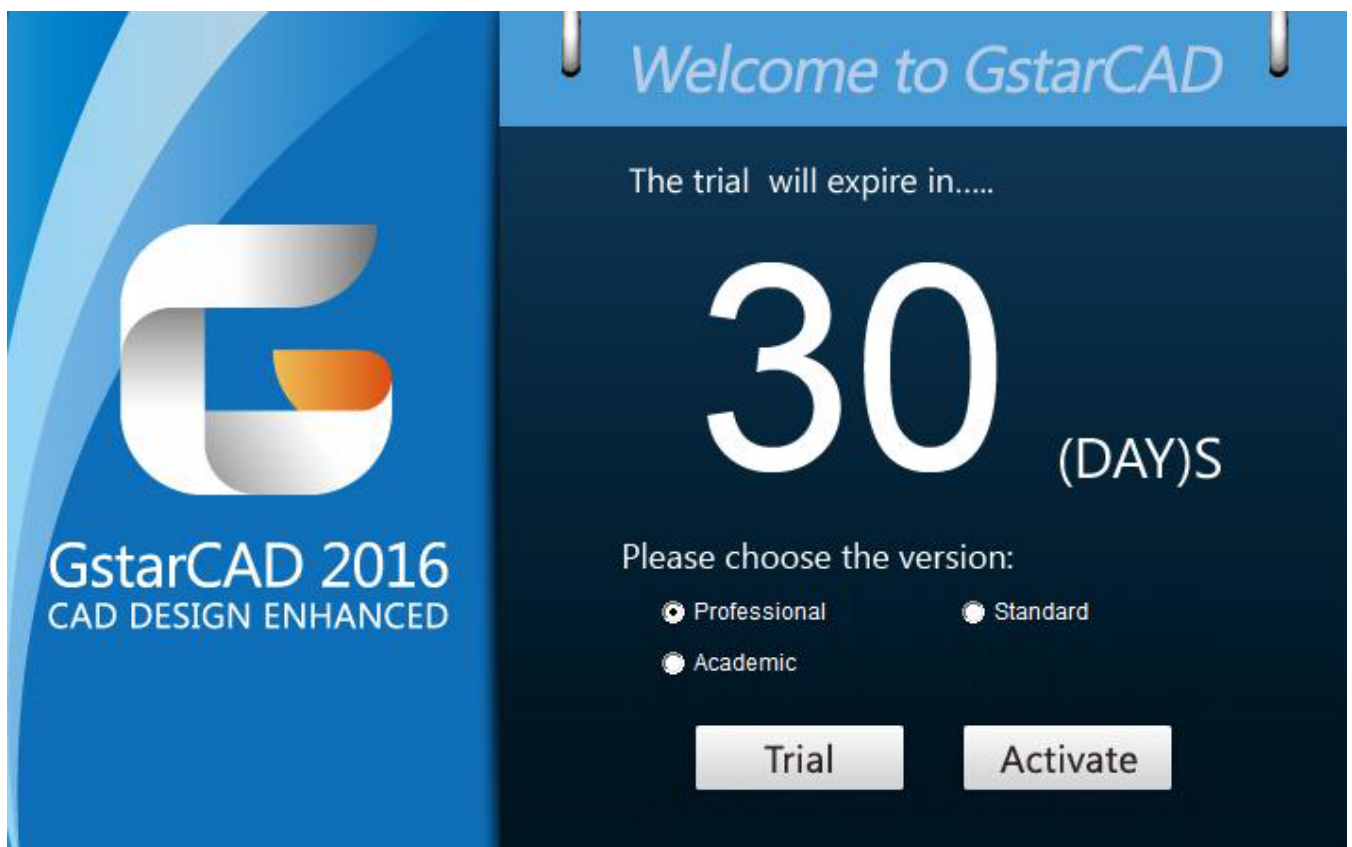 Welcome to GstarCAD
The trial will expire in.....
30
(DAY)S
GstarCAD 2016
CAD DESIGN ENHANCED
Please choose the version:
Professional Standard
Academic
Trial Activate